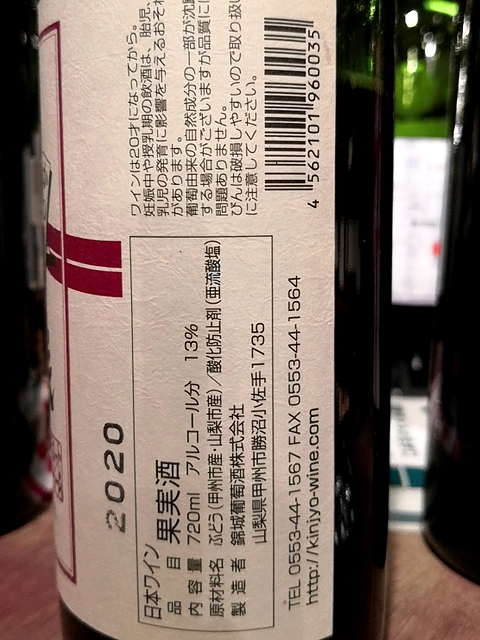 ワインは20才になってから。
妊娠中や授乳期の飲酒は、胎児、
乳児の発育に影響を与えるおそれ
があります。
葡萄由来の自然成分の一部が沈
する場合がございますが品質に
問題ありません。
びんは破損しやすいので取り扱
に注意してください。
4 562101 960035
2020
日本ワイン
品目 果実酒
内容量 720ml アルコール分 13%
原材料名 ぶどう(甲州市産・山梨市産)/酸化防止剤(亜硫酸塩)
製造者 錦城葡萄酒株式会社
山梨県甲州市勝沼小佐手1735
TEL 0553-44-1567 FAX 0553-44-1564
http://kinjyo-wine.com